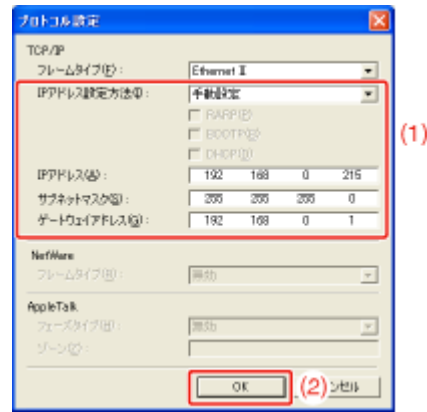 プロトコル設定
TCP/IP
フレームタイプ(F): Ethernet II
IPアドレス設定方法(I): 手動設定
RARP(E)
BOOTP(B)
DHCP(D)
(1)
IPアドレス(A): 192 168 0 215
サブネットマスク(S): 255 255 255 0
ゲートウェイアドレス(G): 192 168 0 1
NetWare
フレームタイプ(R): 無効
AppleTalk
フェーズタイプ(H): 無効
ゾーン(Z):
OK (2) ンセル